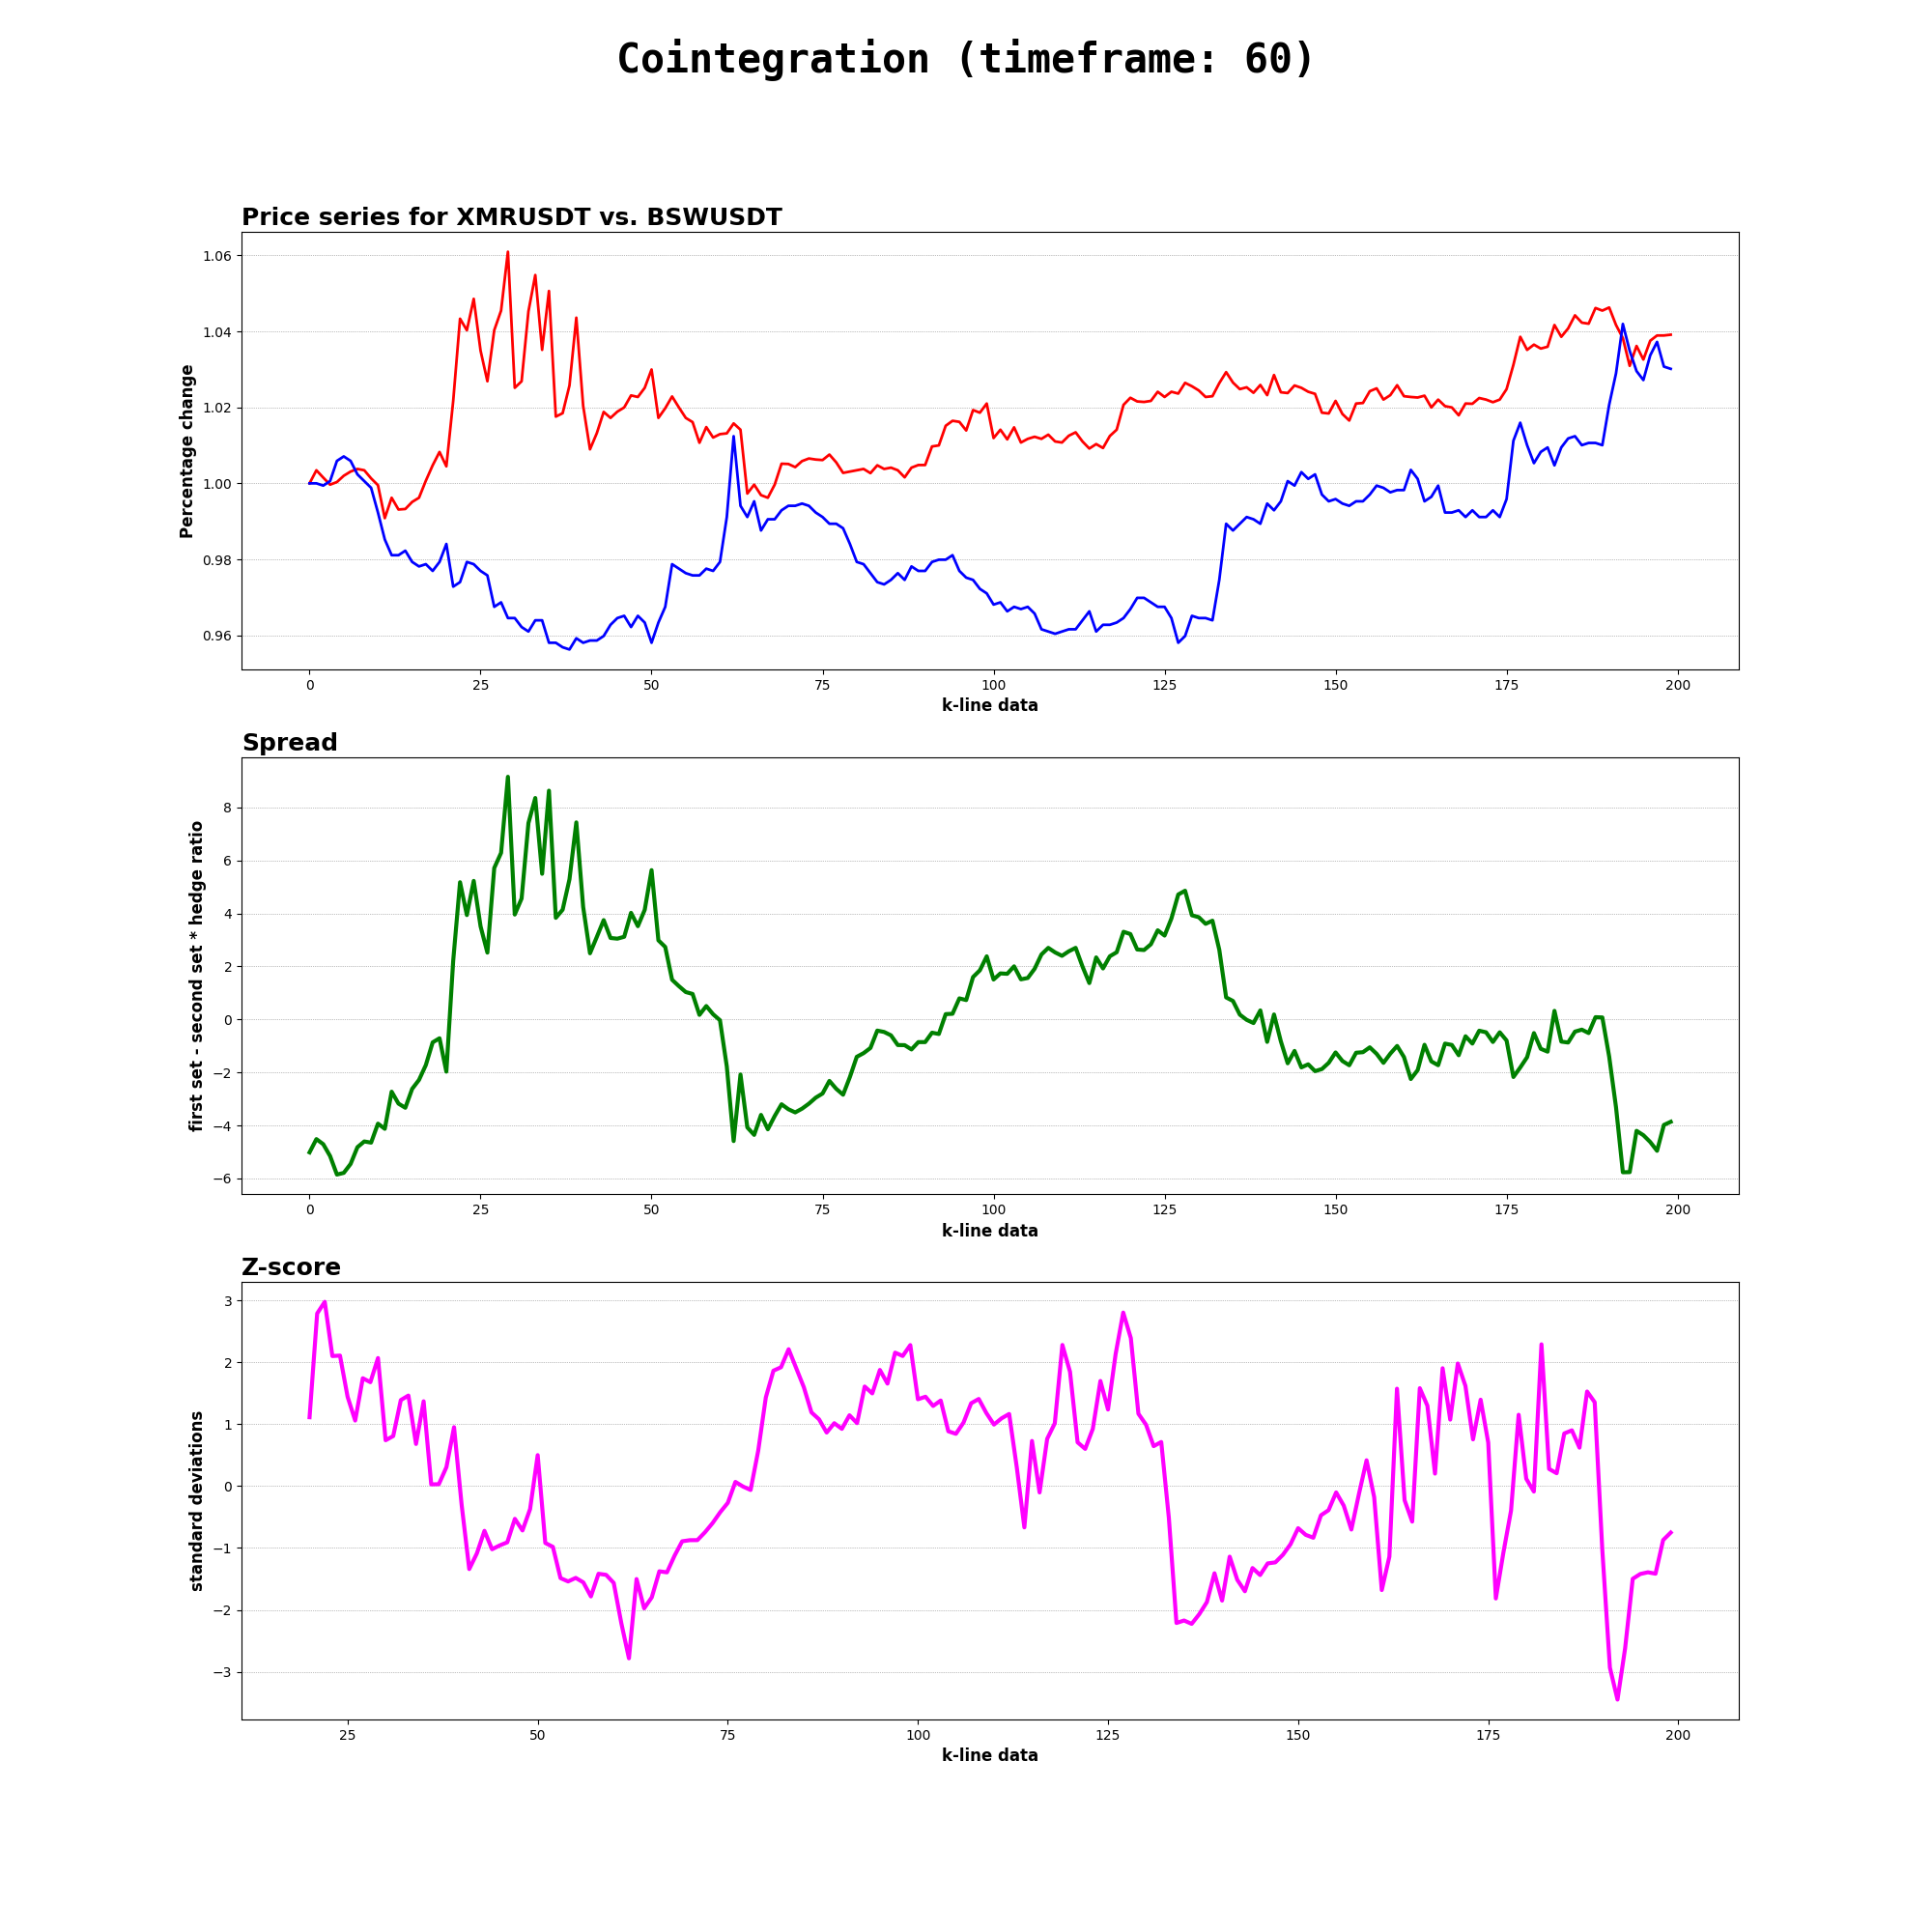 Cointegration (timeframe: 60)
Price series for XMRUSDT vs. BSWUSDT
Percentage change
1.06
1.04
1.02
1.00
0.98
0.96
0 25 50 75 100 125 150 175 200
k-line data
Spread
first set - second set * hedge ratio
8
6
4
2
0
−2
−4
−6
0 25 50 75 100 125 150 175 200
k-line data
Z-score
standard deviations
3
2
1
0
−1
−2
−3
25 50 75 100 125 150 175 200
k-line data